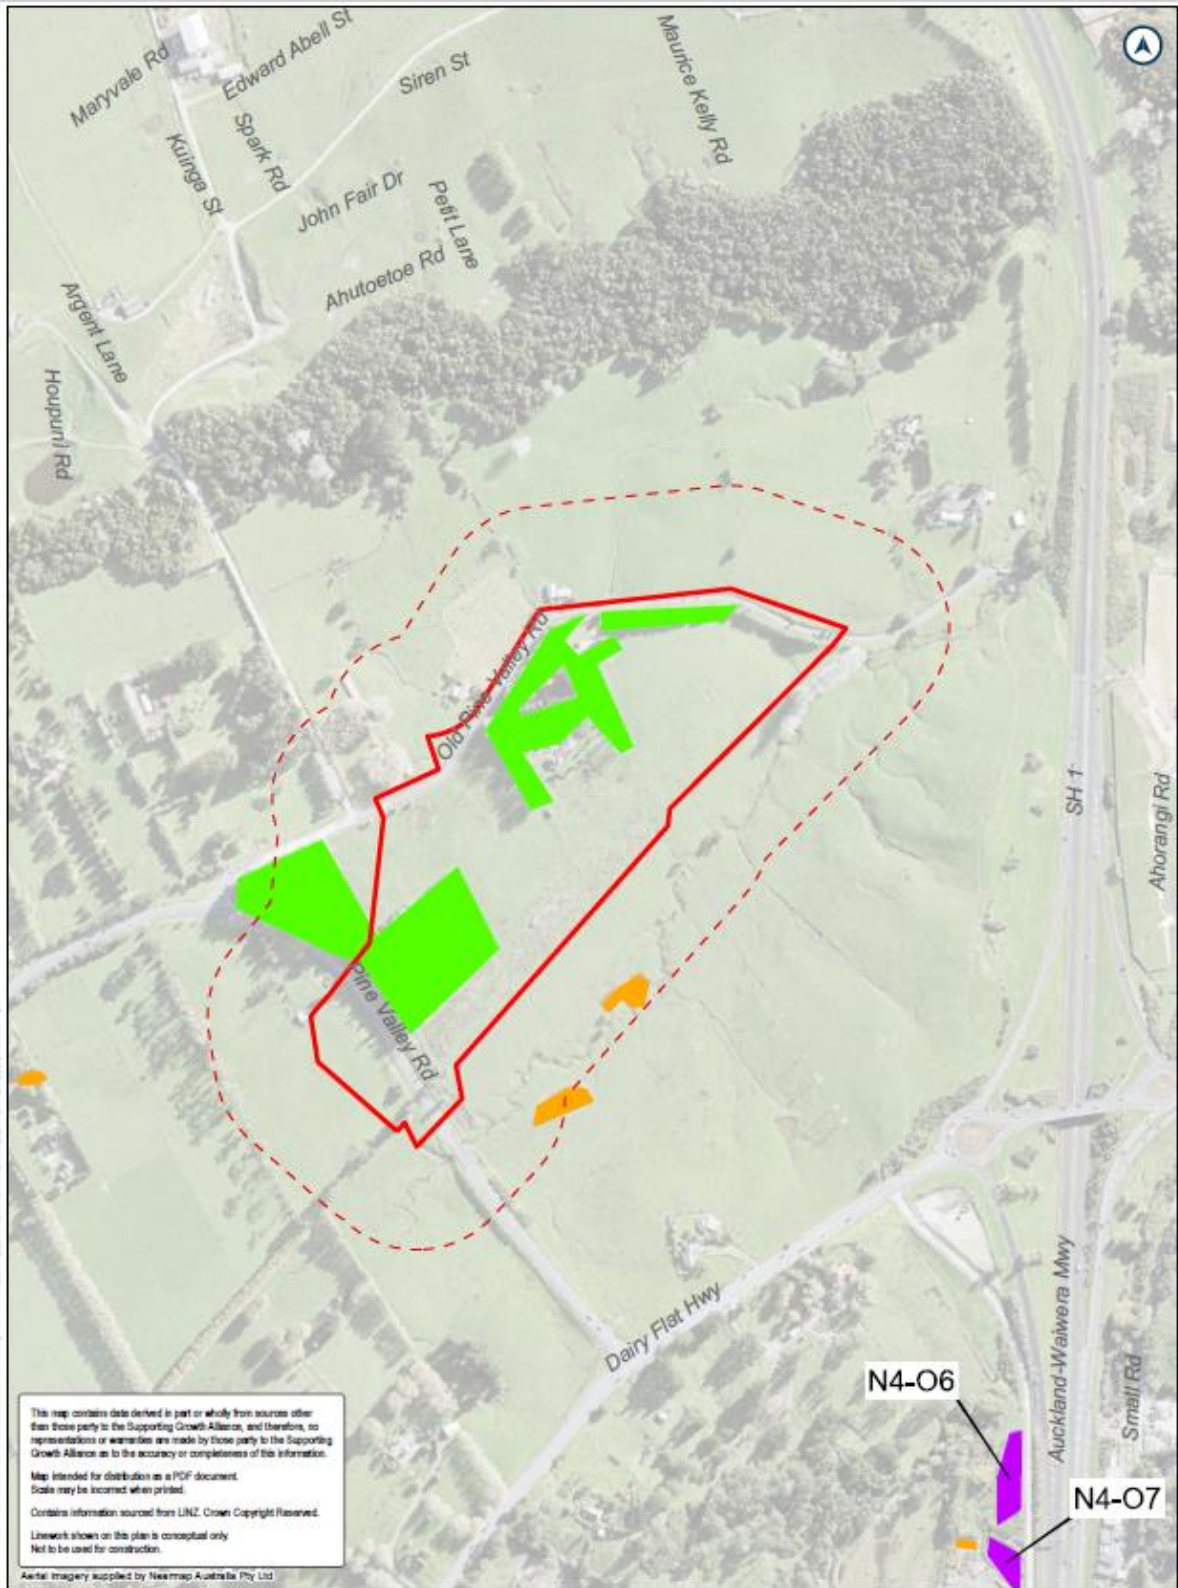 Maryvale Rd
Edward Abell St
Siren St
Maurice Kelly Rd
Spark Rd
Kuinga St
John Fair Dr
Petit Lane
Ahutoetoe Rd
Argent Lane
Houpuni Rd
Old Pine Valley Rd
SH 1
Ahorangi Rd
Pine Valley Rd
Dairy Flat Hwy
Auckland-Waiwera Mwy
Small Rd
N4-O6
N4-O7
This map contains data derived in part or wholly from sources other
than those party to the Supporting Growth Alliance, and therefore, no
representations or warranties are made by those party to the Supporting
Growth Alliance as to the accuracy or completeness of this information.
Map intended for distribution as a PDF document.
Scale may be incorrect when printed.
Contains information sourced from LINZ. Crown Copyright Reserved.
Linework shown on this plan is conceptual only.
Not to be used for construction.
Aerial imagery supplied by Nearmap Australia Pty Ltd